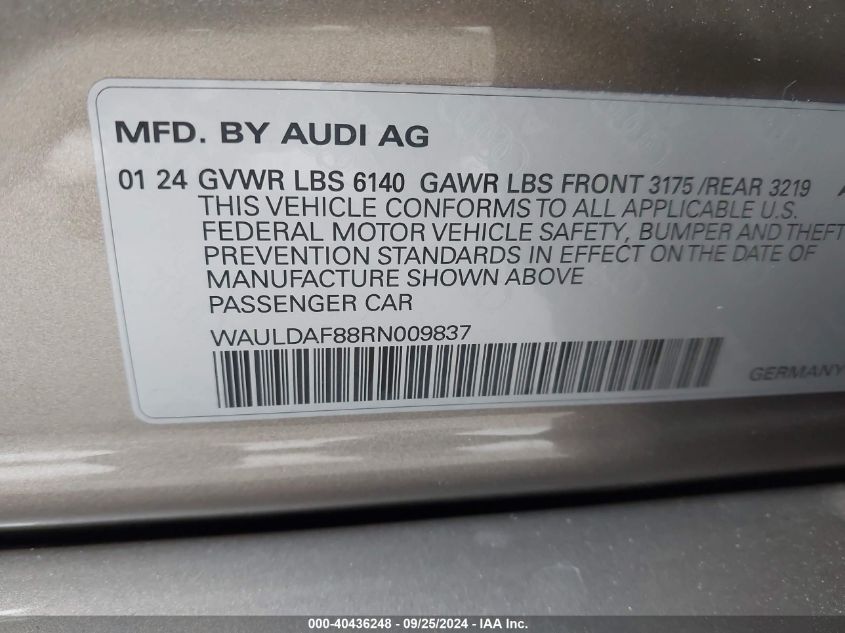 MFD. BY AUDI AG
01 24 GVWR LBS 6140 GAWR LBS FRONT 3175 /REAR 3219
THIS VEHICLE CONFORMS TO ALL APPLICABLE U.S.
FEDERAL MOTOR VEHICLE SAFETY, BUMPER AND THEFT
PREVENTION STANDARDS IN EFFECT ON THE DATE OF
MANUFACTURE SHOWN ABOVE
PASSENGER CAR
WAULDAF88RN009837
GERMANY
000-40436248 - 09/25/2024 - IAA Inc.